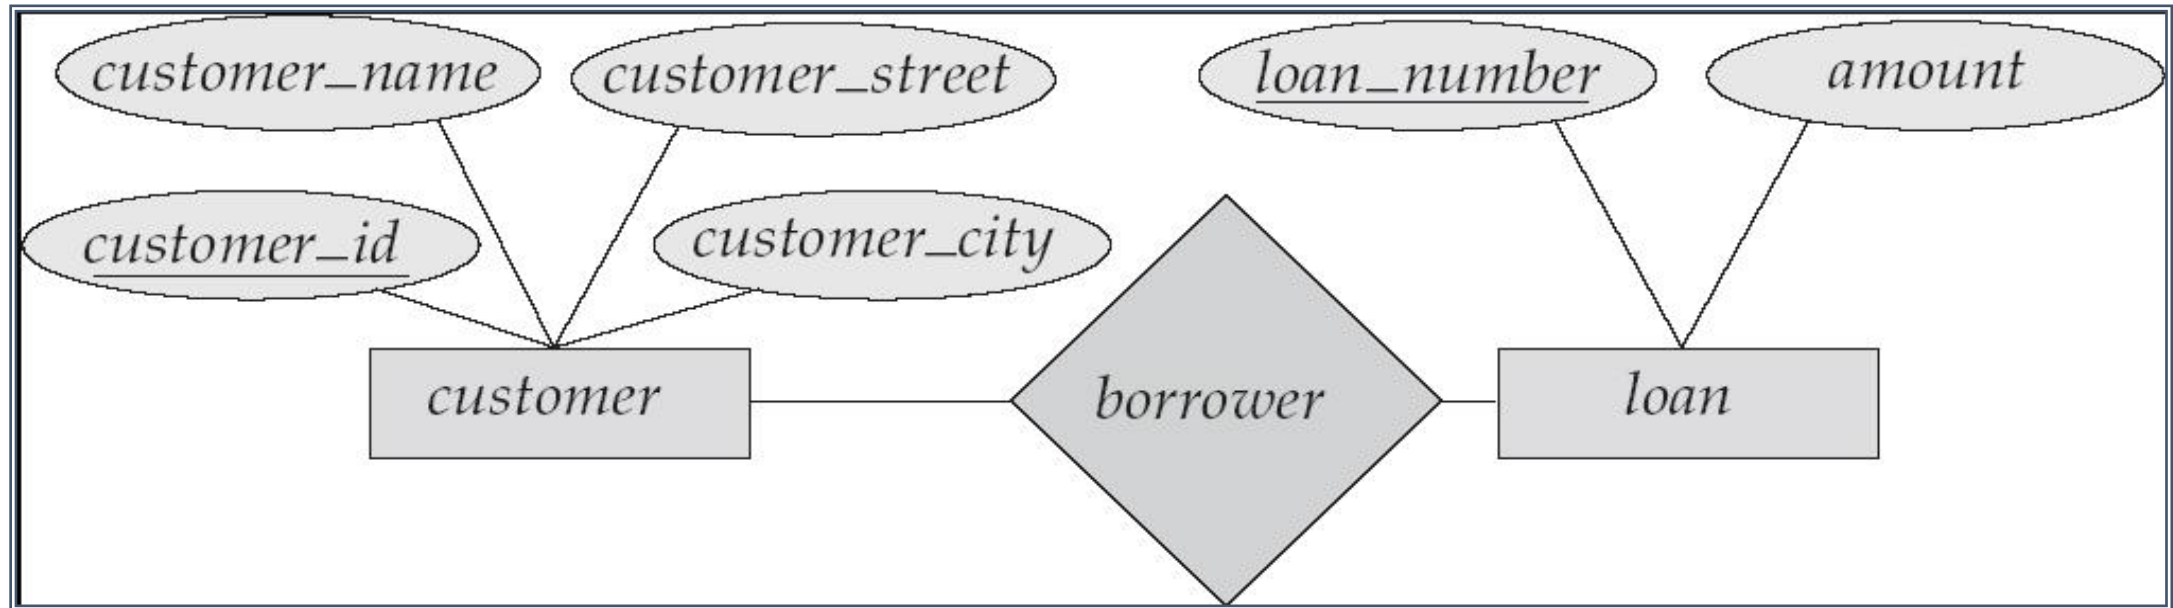 customer_name
customer_street
loan_number
amount
customer_id
customer_city
customer
borrower
loan